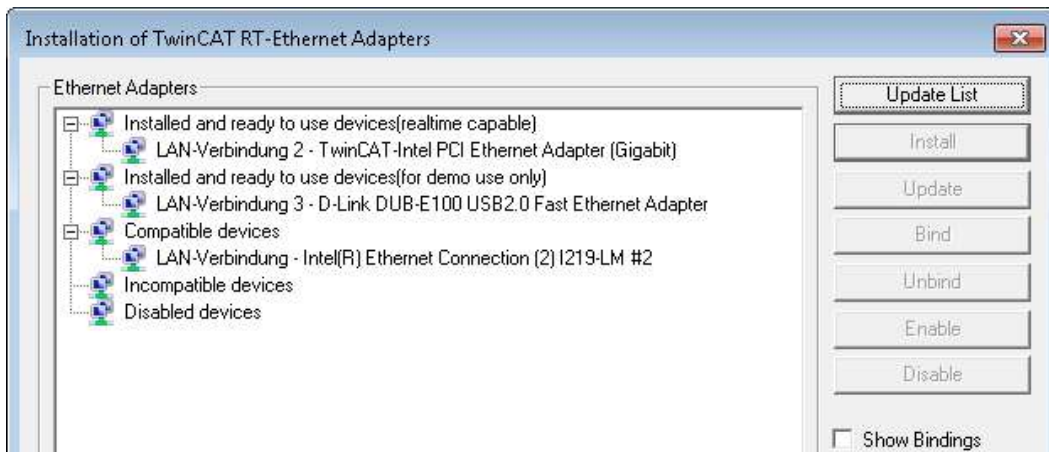 Installation of TwinCAT RT-Ethernet Adapters
Ethernet Adapters
Installed and ready to use devices(realtime capable)
LAN-Verbindung 2 - TwinCAT-Intel PCI Ethernet Adapter (Gigabit)
Installed and ready to use devices(for demo use only)
LAN-Verbindung 3 - D-Link DUB-E100 USB2.0 Fast Ethernet Adapter
Compatible devices
LAN-Verbindung - Intel(R) Ethernet Connection (2) I219-LM #2
Incompatible devices
Disabled devices
Update List
Install
Update
Bind
Unbind
Enable
Disable
Show Bindings